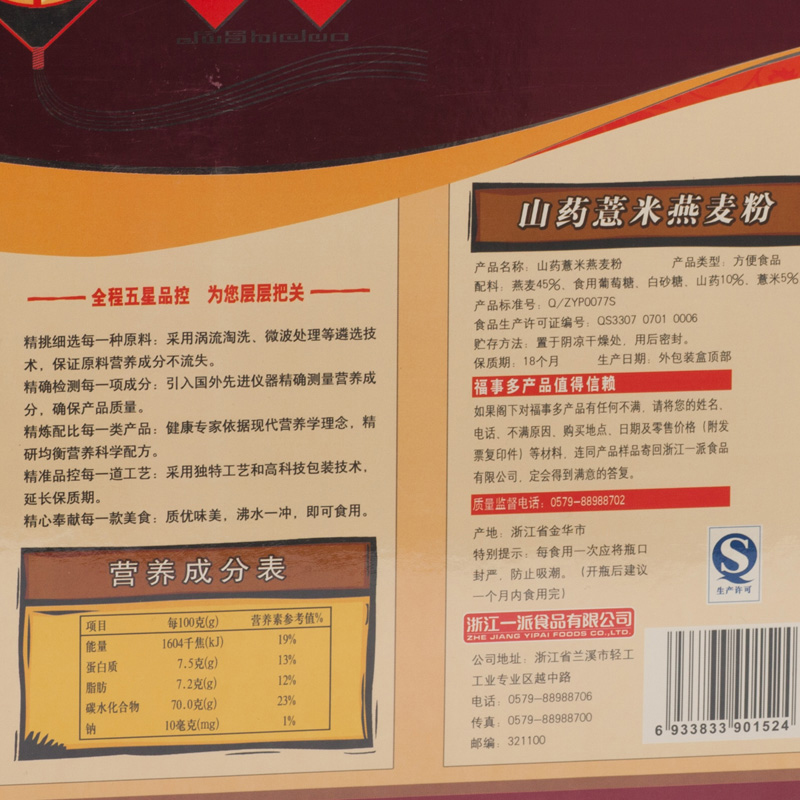 全程五星品控 为您层层把关
精挑细选每一种原料：采用涡流淘洗、微波处理等遴选技
术，保证原料营养成分不流失。
精确检测每一项成分：引入国外先进仪器精确测量营养成
分，确保产品质量。
精炼配比每一类产品：健康专家依据现代营养学理念，精
研均衡营养科学配方。
精准品控每一道工艺：采用独特工艺和高科技包装技术，
延长保质期。
精心奉献每一款美食：质优味美，沸水一冲，即可食用。
营养成分表
项目 每100克(g) 营养素参考值%
能量 1604千焦(kJ) 19%
蛋白质 7.5克(g) 13%
脂肪 7.2克(g) 12%
碳水化合物 70.0克(g) 23%
钠 10毫克(mg) 1%
山药薏米燕麦粉
产品名称：山药薏米燕麦粉 产品类型：方便食品
配料：燕麦45%、食用葡萄糖、白砂糖、山药10%、薏米5%
产品标准号：Q/ZYP0077S
食品生产许可证编号：QS3307 0701 0006
贮存方法：置于阴凉干燥处，用后密封。
保质期：18个月 生产日期：外包装盒顶部
福事多产品值得信赖
如果阁下对福事多产品有任何不满，请将您的姓名、
电话、不满原因、购买地点、日期及零售价格（附发
票复印件）等材料，连同产品样品寄回浙江一派食品
有限公司，定会得到满意的答复。
质量监督电话：0579-88988702
产地：浙江省金华市
特别提示：每食用一次应将瓶口
封严，防止吸潮。（开瓶后建议
一个月内食用完）
生产许可
浙江一派食品有限公司
ZHE JIANG YIPAI FOODS CO.,LTD.
公司地址：浙江省兰溪市轻工
工业专业区越中路
电话：0579-88988706
传真：0579-88988700
邮编：321100
6 933833 901524